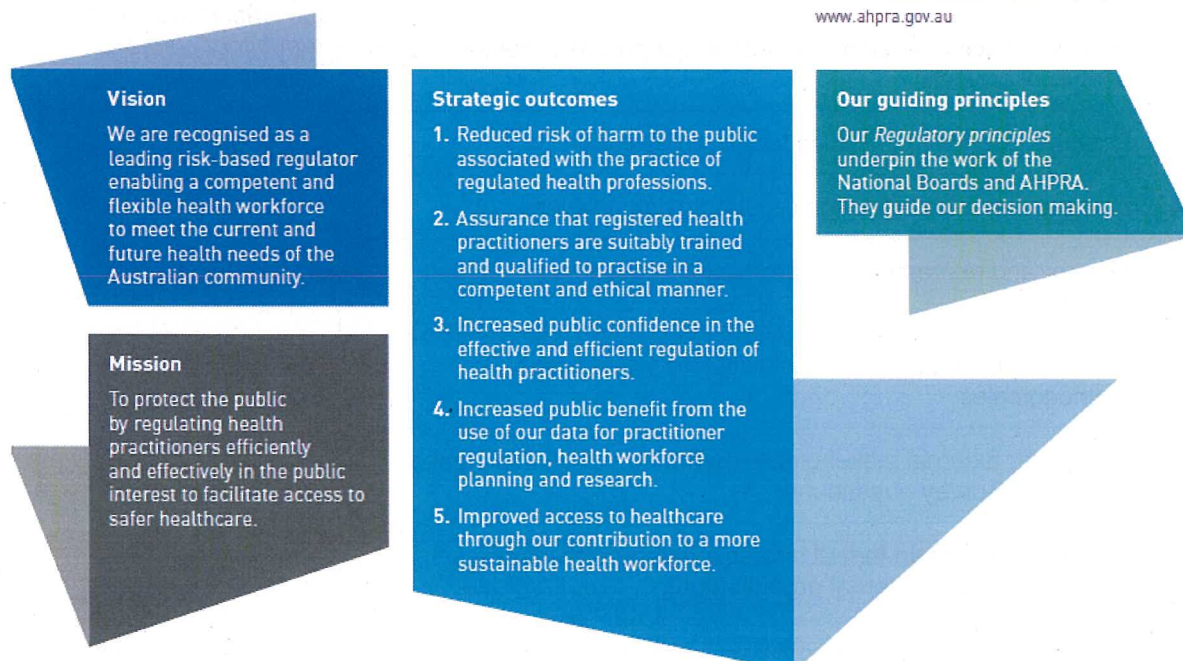 www.ahpra.gov.au
Vision
We are recognised as a
leading risk-based regulator
enabling a competent and
flexible health workforce
to meet the current and
future health needs of the
Australian community.
Mission
To protect the public
by regulating health
practitioners efficiently
and effectively in the public
interest to facilitate access to
safer healthcare.
Strategic outcomes
1. Reduced risk of harm to the public
associated with the practice of
regulated health professions.
2. Assurance that registered health
practitioners are suitably trained
and qualified to practise in a
competent and ethical manner.
3. Increased public confidence in the
effective and efficient regulation of
health practitioners.
4. Increased public benefit from the
use of our data for practitioner
regulation, health workforce
planning and research.
5. Improved access to healthcare
through our contribution to a more
sustainable health workforce.
Our guiding principles
Our Regulatory principles
underpin the work of the
National Boards and AHPRA.
They guide our decision making.